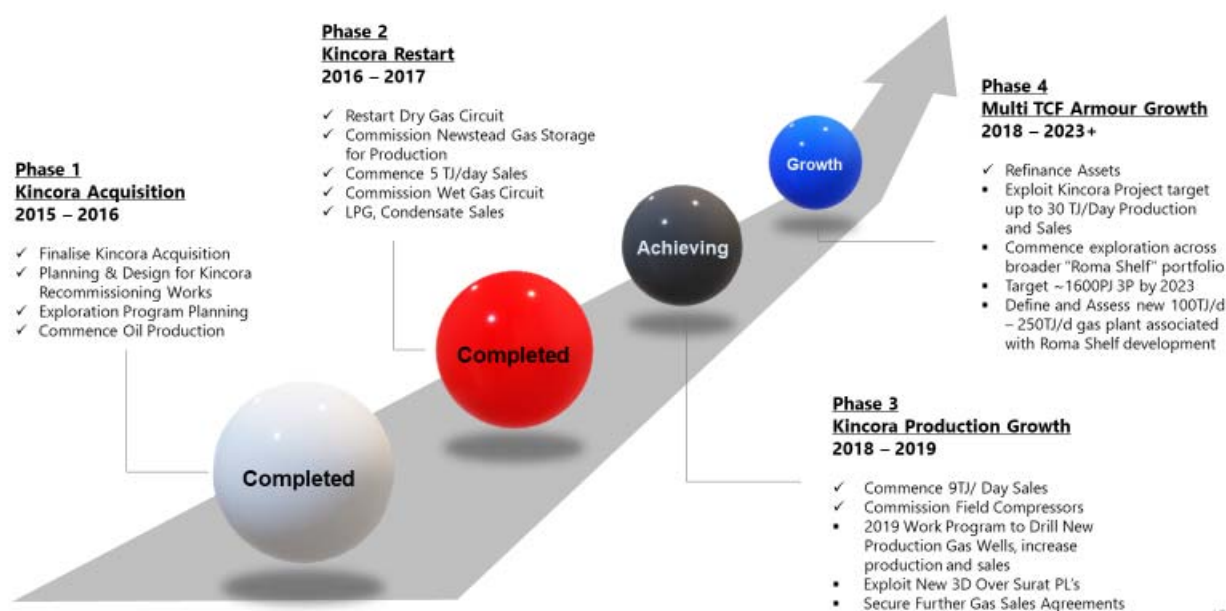 Phase 1
Kincora Acquisition
2015 – 2016
✓ Finalise Kincora Acquisition
✓ Planning & Design for Kincora
Recommissioning Works
✓ Exploration Program Planning
✓ Commence Oil Production
Completed
Phase 2
Kincora Restart
2016 – 2017
✓ Restart Dry Gas Circuit
✓ Commission Newstead Gas Storage
for Production
✓ Commence 5 TJ/day Sales
✓ Commission Wet Gas Circuit
✓ LPG, Condensate Sales
Completed
Achieving
Phase 3
Kincora Production Growth
2018 – 2019
✓ Commence 9TJ/ Day Sales
✓ Commission Field Compressors
▪ 2019 Work Program to Drill New
Production Gas Wells, increase
production and sales
▪ Exploit New 3D Over Surat PL's
▪ Secure Further Gas Sales Agreements
Growth
Phase 4
Multi TCF Armour Growth
2018 – 2023+
✓ Refinance Assets
▪ Exploit Kincora Project target
up to 30 TJ/Day Production
and Sales
▪ Commence exploration across
broader "Roma Shelf" portfolio
▪ Target ~1600PJ 3P by 2023
▪ Define and Assess new 100TJ/d
– 250TJ/d gas plant associated
with Roma Shelf development